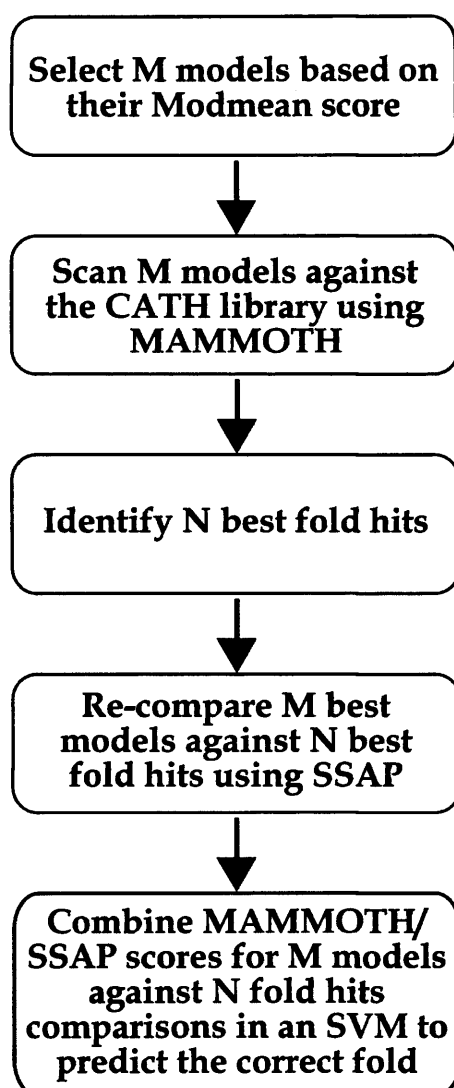 Select M models based on
their Modmean score
Scan M models against
the CATH library using
MAMMOTH
Identify N best fold hits
Re-compare M best
models against N best
fold hits using SSAP
Combine MAMMOTH/
SSAP scores for M models
against N fold hits
comparisons in an SVM to
predict the correct fold